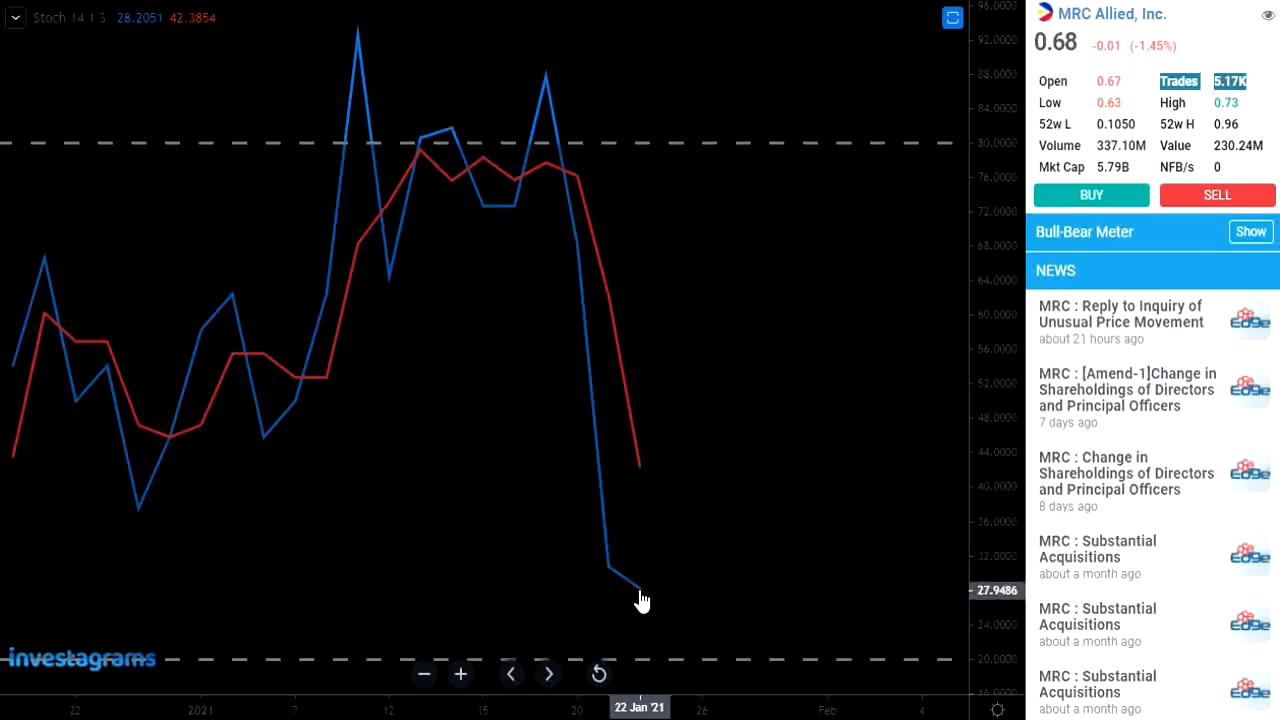 Stoch 14 1 3 28.2051 42.3854
96.0000
92.0000
88.0000
84.0000
80.0000
76.0000
72.0000
68.0000
64.0000
60.0000
56.0000
52.0000
48.0000
44.0000
40.0000
36.0000
32.0000
27.9486
24.0000
20.0000
16.0000
investagrams
22 2021 7 12 15 20 22 Jan '21 26 Feb 4
MRC Allied, Inc.
0.68 -0.01 (-1.45%)
Open 0.67 Trades 5.17K
Low 0.63 High 0.73
52w L 0.1050 52w H 0.96
Volume 337.10M Value 230.24M
Mkt Cap 5.79B NFB/s 0
BUY SELL
Bull-Bear Meter Show
NEWS
MRC : Reply to Inquiry of
Unusual Price Movement
about 21 hours ago
EDGE
MRC : [Amend-1]Change in
Shareholdings of Directors
and Principal Officers
7 days ago
EDGE
MRC : Change in
Shareholdings of Directors
and Principal Officers
8 days ago
EDGE
MRC : Substantial
Acquisitions
about a month ago
EDGE
MRC : Substantial
Acquisitions
about a month ago
EDGE
MRC : Substantial
Acquisitions
about a month ago
EDGE